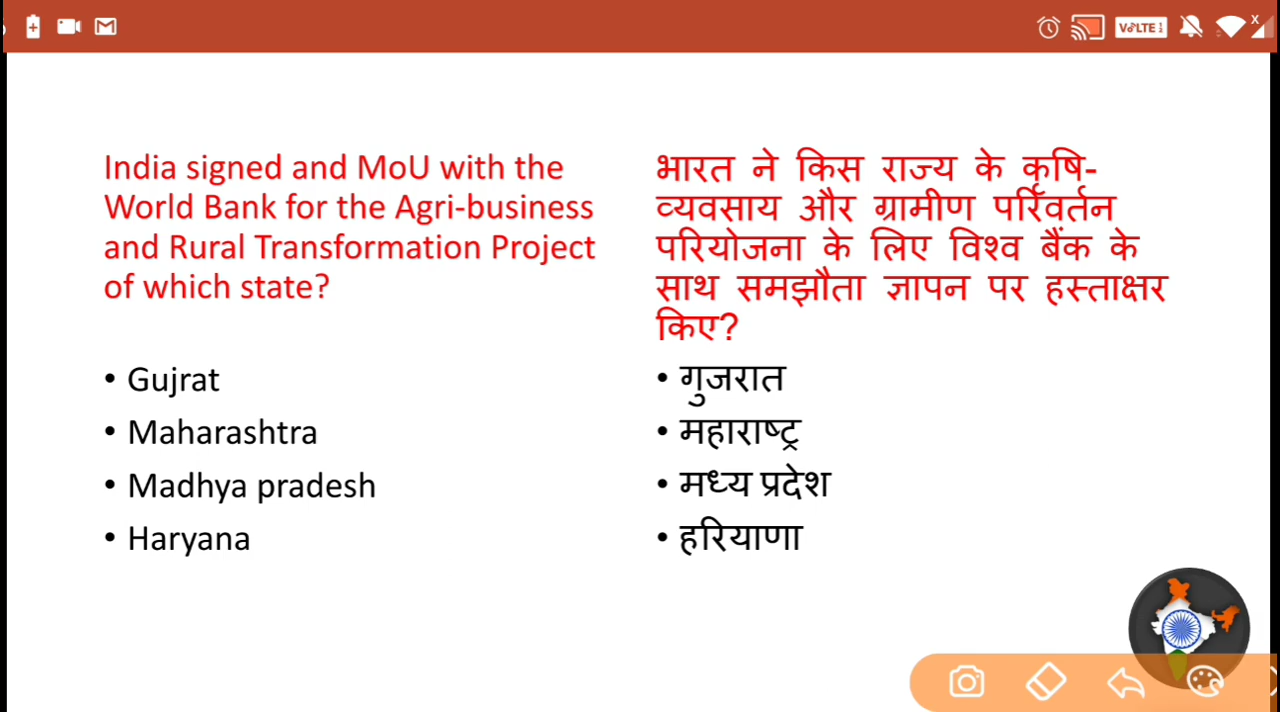 VoLTE
India signed and MoU with the
World Bank for the Agri-business
and Rural Transformation Project
of which state?
• Gujrat
• Maharashtra
• Madhya pradesh
• Haryana
भारत ने किस राज्य के कृषि-
व्यवसाय और ग्रामीण परिवर्तन
परियोजना के लिए विश्व बैंक के
साथ समझौता ज्ञापन पर हस्ताक्षर
किए?
• गुजरात
• महाराष्ट्र
• मध्य प्रदेश
• हरियाणा